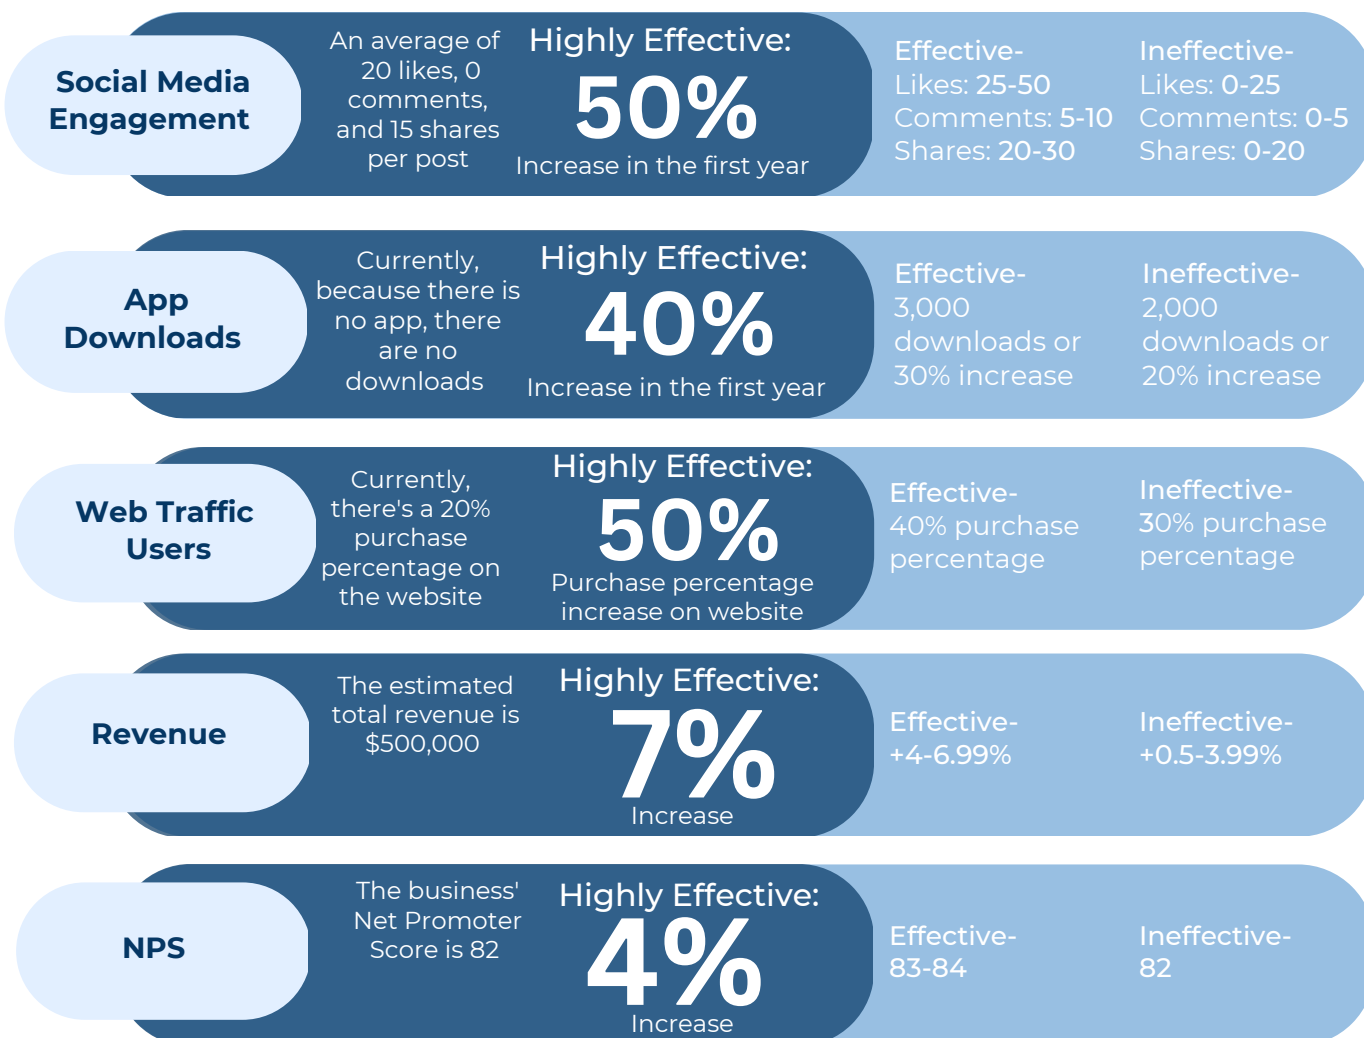 Social Media
Engagement
An average of
20 likes, 0
comments,
and 15 shares
per post
Highly Effective:
50%
Increase in the first year
Effective-
Likes: 25-50
Comments: 5-10
Shares: 20-30
Ineffective-
Likes: 0-25
Comments: 0-5
Shares: 0-20
App
Downloads
Currently,
because there is
no app, there
are no
downloads
Highly Effective:
40%
Increase in the first year
Effective-
3,000
downloads or
30% increase
Ineffective-
2,000
downloads or
20% increase
Web Traffic
Users
Currently,
there's a 20%
purchase
percentage on
the website
Highly Effective:
50%
Purchase percentage
increase on website
Effective-
40% purchase
percentage
Ineffective-
30% purchase
percentage
Revenue
The estimated
total revenue is
$500,000
Highly Effective:
7%
Increase
Effective-
+4-6.99%
Ineffective-
+0.5-3.99%
NPS
The business'
Net Promoter
Score is 82
Highly Effective:
4%
Increase
Effective-
83-84
Ineffective-
82